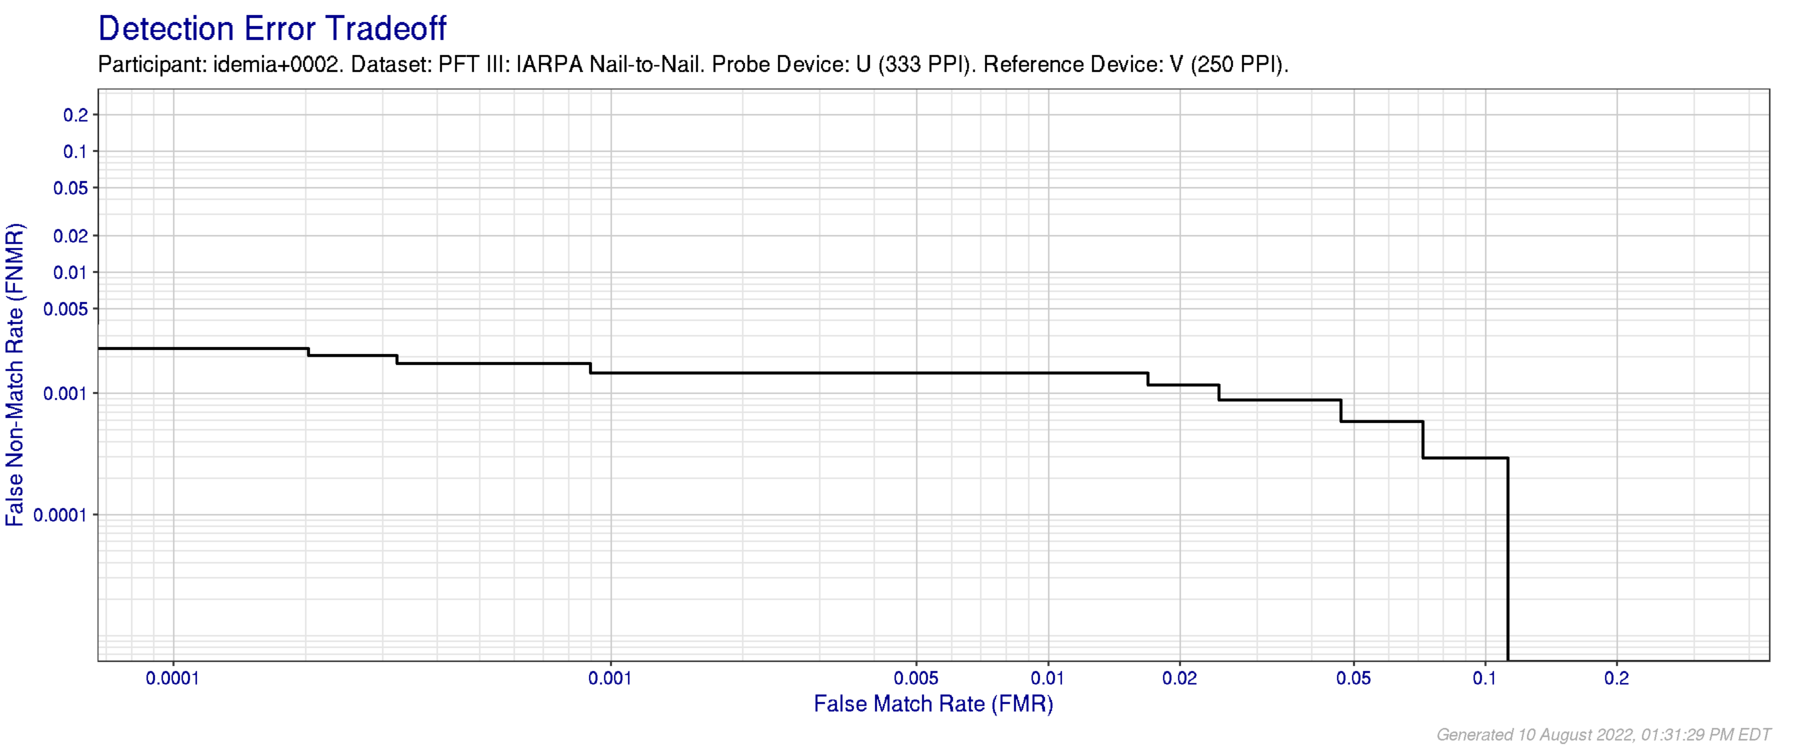 Detection Error Tradeoff
Participant: idemia+0002. Dataset: PFT III: IARPA Nail-to-Nail. Probe Device: U (333 PPI). Reference Device: V (250 PPI).
False Non-Match Rate (FNMR)
0.2
0.1
0.05
0.02
0.01
0.005
0.001
0.0001
0.0001 0.001 0.005 0.01 0.02 0.05 0.1 0.2
False Match Rate (FMR)
Generated 10 August 2022, 01:31:29 PM EDT